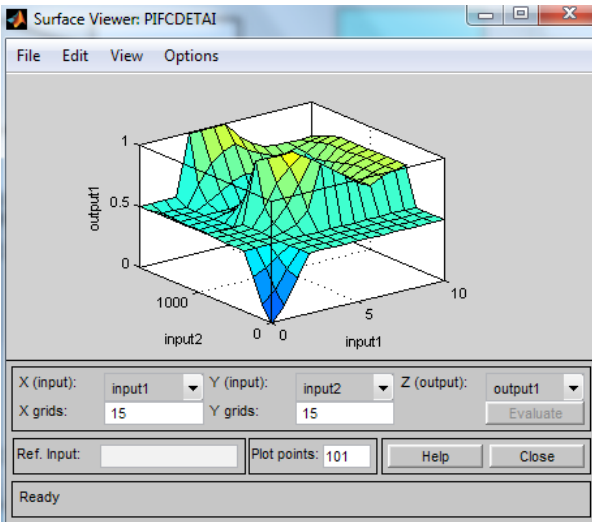 Surface Viewer: PIFCDETAI
File Edit View Options
1
0.5
0
output1
1000
0
input2
0
5
10
input1
X (input): input1 Y (input): input2 Z (output): output1
X grids: 15 Y grids: 15 Evaluate
Ref. Input: Plot points: 101 Help Close
Ready